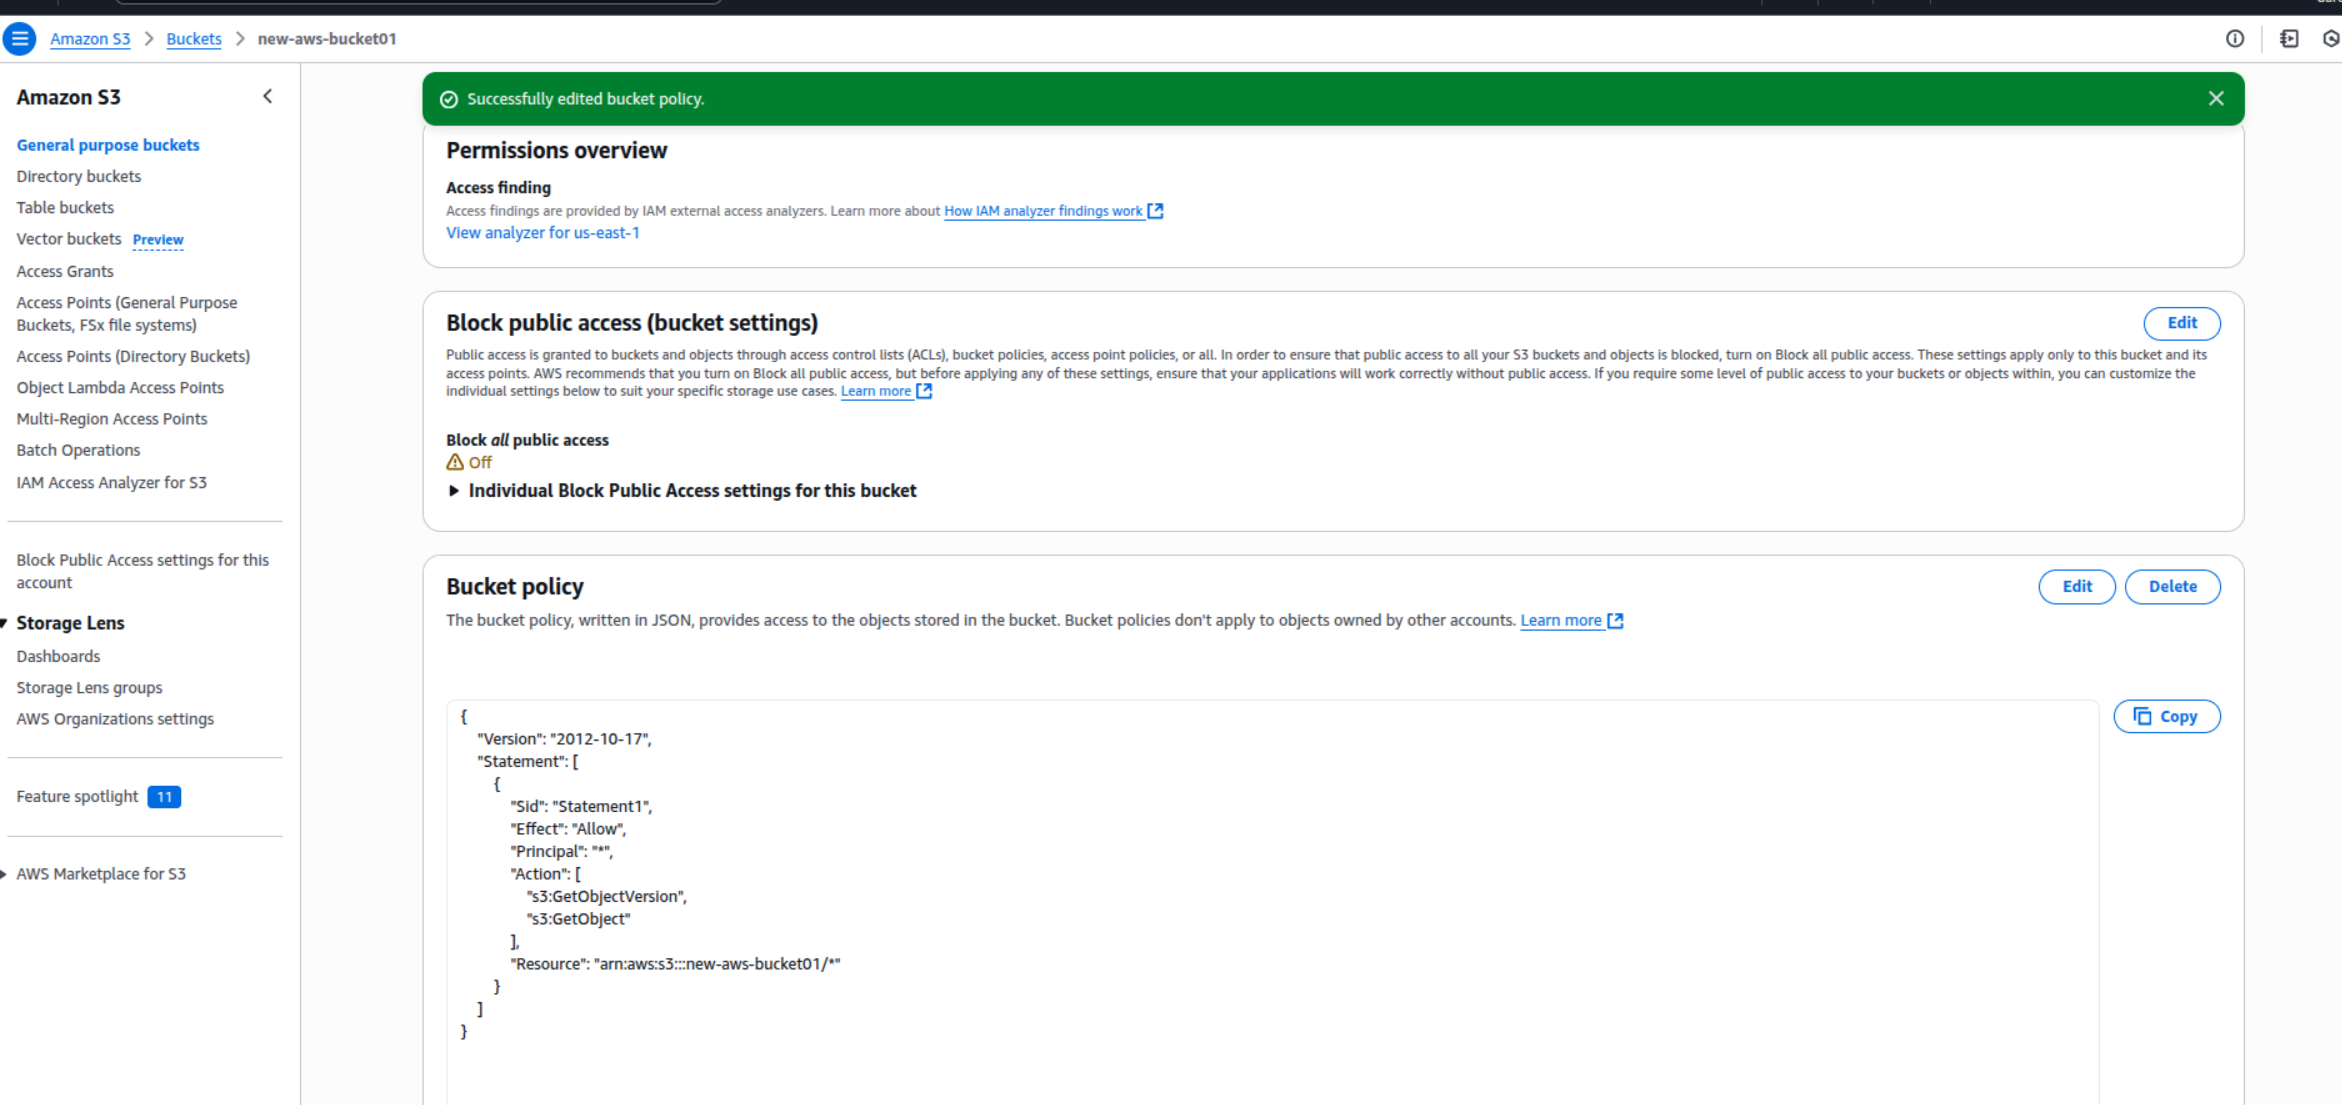 Amazon S3 > Buckets > new-aws-bucket01
Amazon S3
General purpose buckets
Directory buckets
Table buckets
Vector buckets Preview
Access Grants
Access Points (General Purpose
Buckets, FSx file systems)
Access Points (Directory Buckets)
Object Lambda Access Points
Multi-Region Access Points
Batch Operations
IAM Access Analyzer for S3
Block Public Access settings for this
account
Storage Lens
Dashboards
Storage Lens groups
AWS Organizations settings
Feature spotlight 11
AWS Marketplace for S3
Successfully edited bucket policy.
Permissions overview
Access finding
Access findings are provided by IAM external access analyzers. Learn more about How IAM analyzer findings work
View analyzer for us-east-1
Block public access (bucket settings)
Edit
Public access is granted to buckets and objects through access control lists (ACLs), bucket policies, access point policies, or all. In order to ensure that public access to all your S3 buckets and objects is blocked, turn on Block all public access. These settings apply only to this bucket and its
access points. AWS recommends that you turn on Block all public access, but before applying any of these settings, ensure that your applications will work correctly without public access. If you require some level of public access to your buckets or objects within, you can customize the
individual settings below to suit your specific storage use cases. Learn more
Block all public access
Off
Individual Block Public Access settings for this bucket
Bucket policy
Edit Delete
The bucket policy, written in JSON, provides access to the objects stored in the bucket. Bucket policies don't apply to objects owned by other accounts. Learn more
Copy
{
"Version": "2012-10-17",
"Statement": [
{
"Sid": "Statement1",
"Effect": "Allow",
"Principal": "*",
"Action": [
"s3:GetObjectVersion",
"s3:GetObject"
],
"Resource": "arn:aws:s3:::new-aws-bucket01/*"
}
]
}